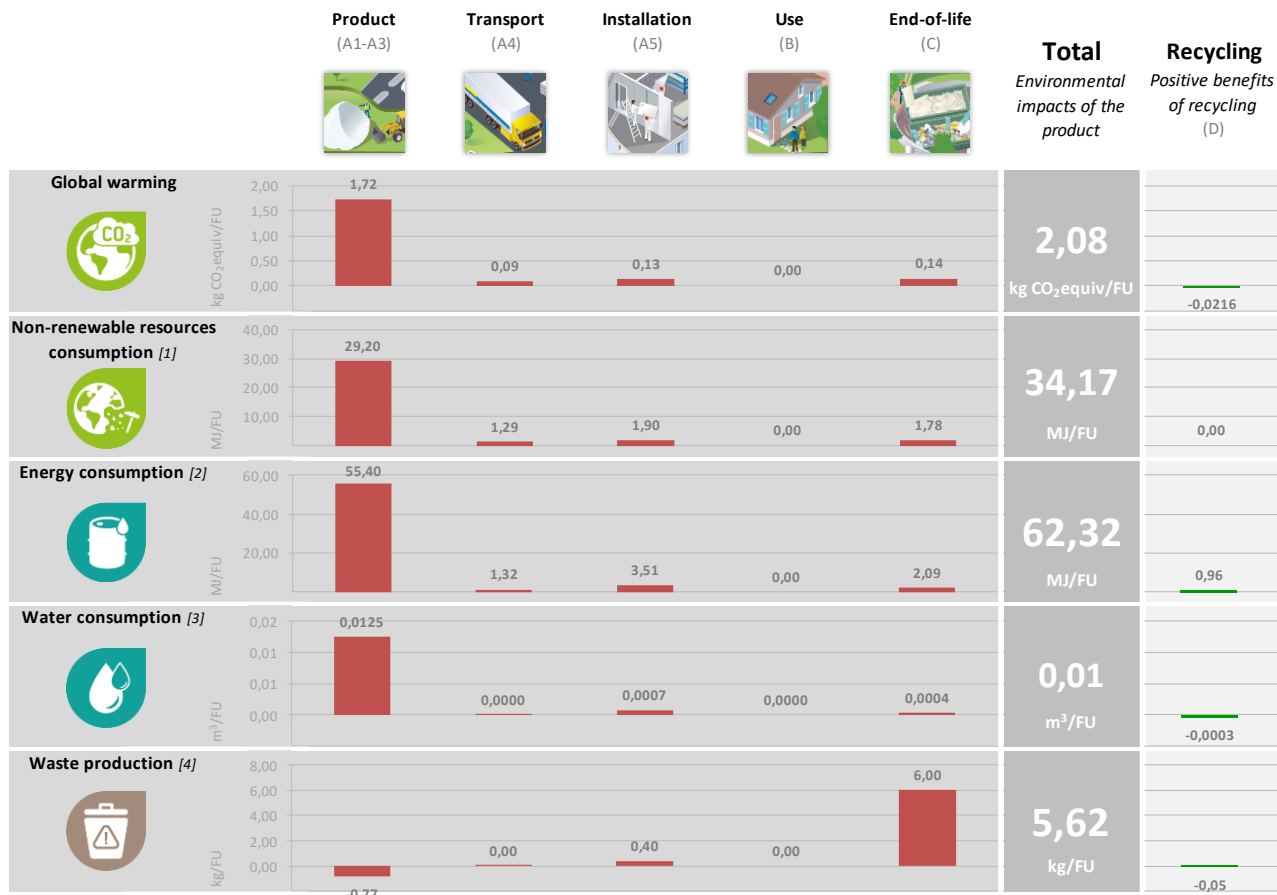 Product
(A1-A3)
Transport
(A4)
Installation
(A5)
Use
(B)
End-of-life
(C)
Total
Environmental
impacts of the
product
Recycling
Positive benefits
of recycling
(D)
Global warming
CO2
kg CO2equiv/FU
2,00
1,50
1,00
0,50
0,00
1,72
0,09
0,13
0,00
0,14
2,08
kg CO2equiv/FU
-0,0216
Non-renewable resources
consumption [1]
MJ/FU
40,00
30,00
20,00
10,00
29,20
1,29
1,90
0,00
1,78
34,17
MJ/FU
0,00
Energy consumption [2]
MJ/FU
60,00
40,00
20,00
55,40
1,32
3,51
0,00
2,09
62,32
MJ/FU
0,96
Water consumption [3]
m3/FU
0,02
0,01
0,01
0,00
0,0125
0,0000
0,0007
0,0000
0,0004
0,01
m3/FU
-0,0003
Waste production [4]
kg/FU
8,00
6,00
4,00
2,00
0,00
-0,77
0,00
0,40
0,00
6,00
5,62
kg/FU
-0,05